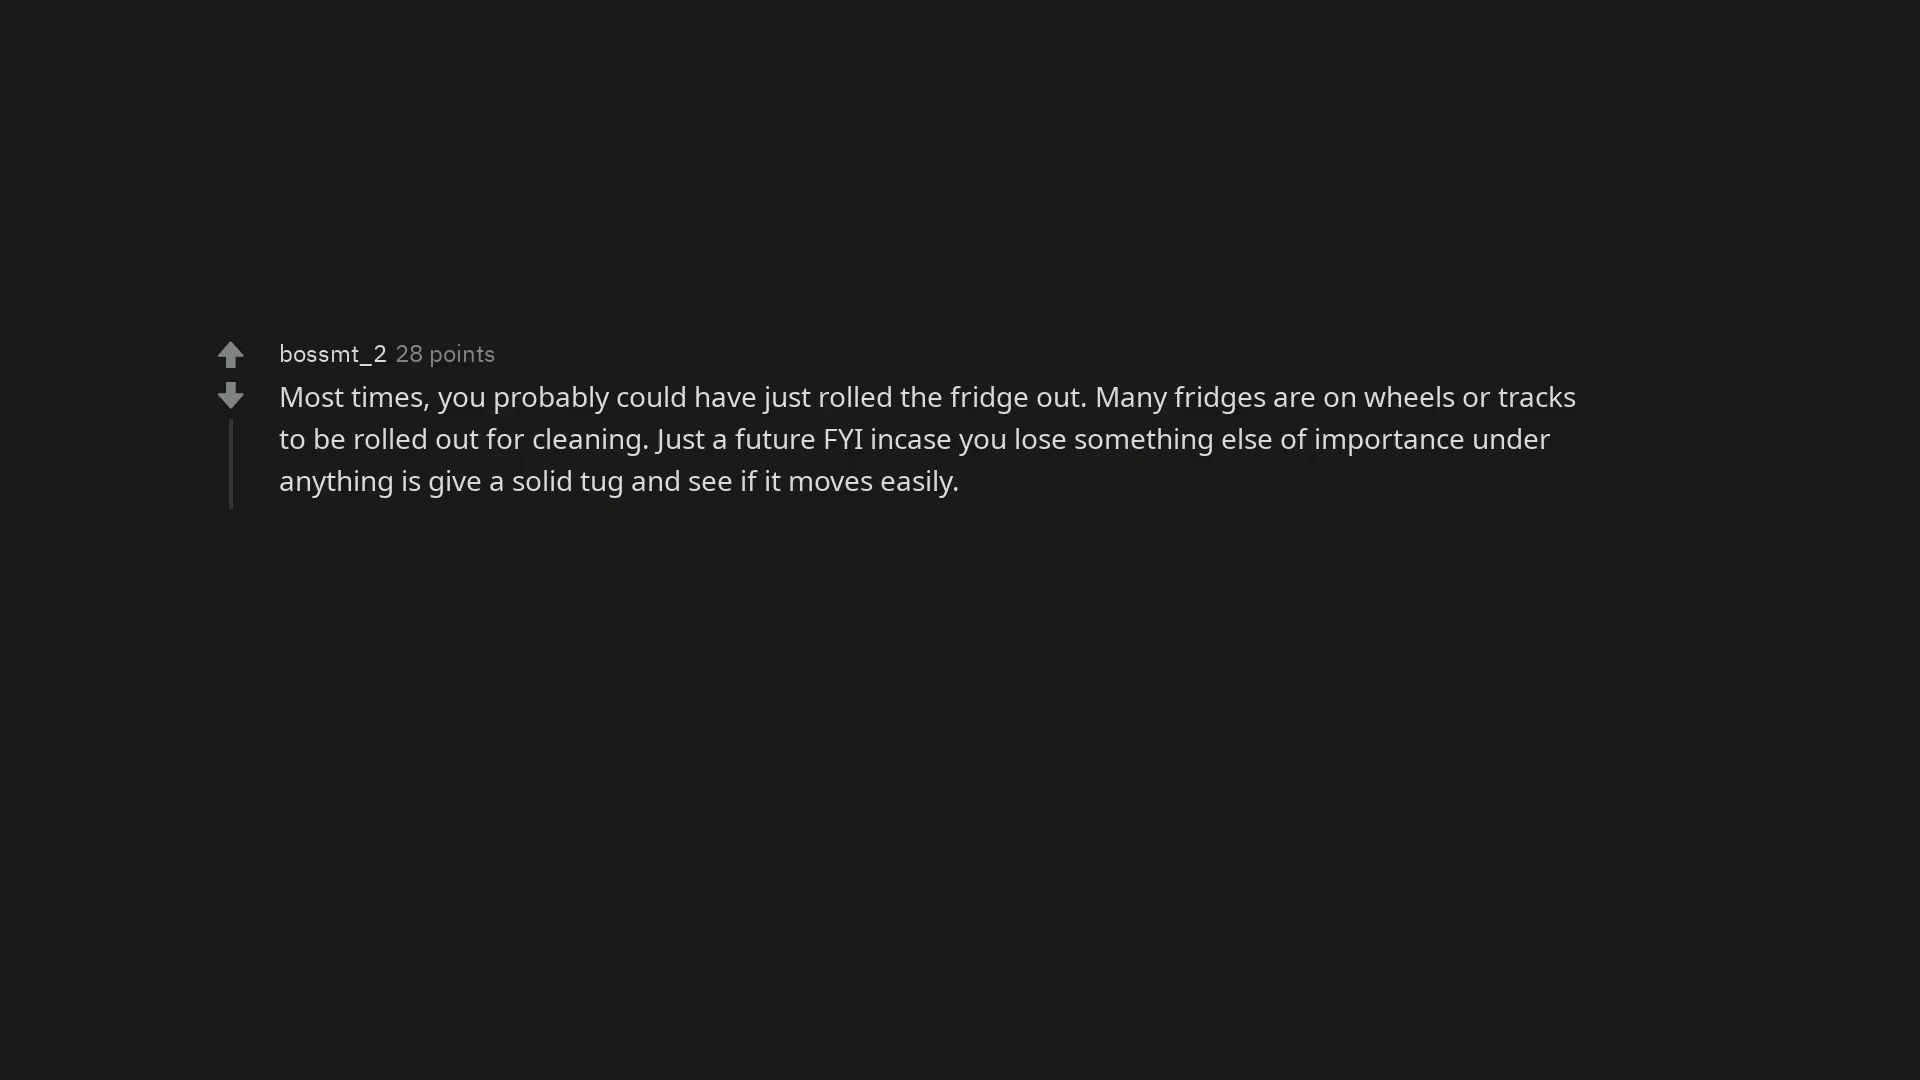 bossmt_2 28 points
Most times, you probably could have just rolled the fridge out. Many fridges are on wheels or tracks
to be rolled out for cleaning. Just a future FYI incase you lose something else of importance under
anything is give a solid tug and see if it moves easily.